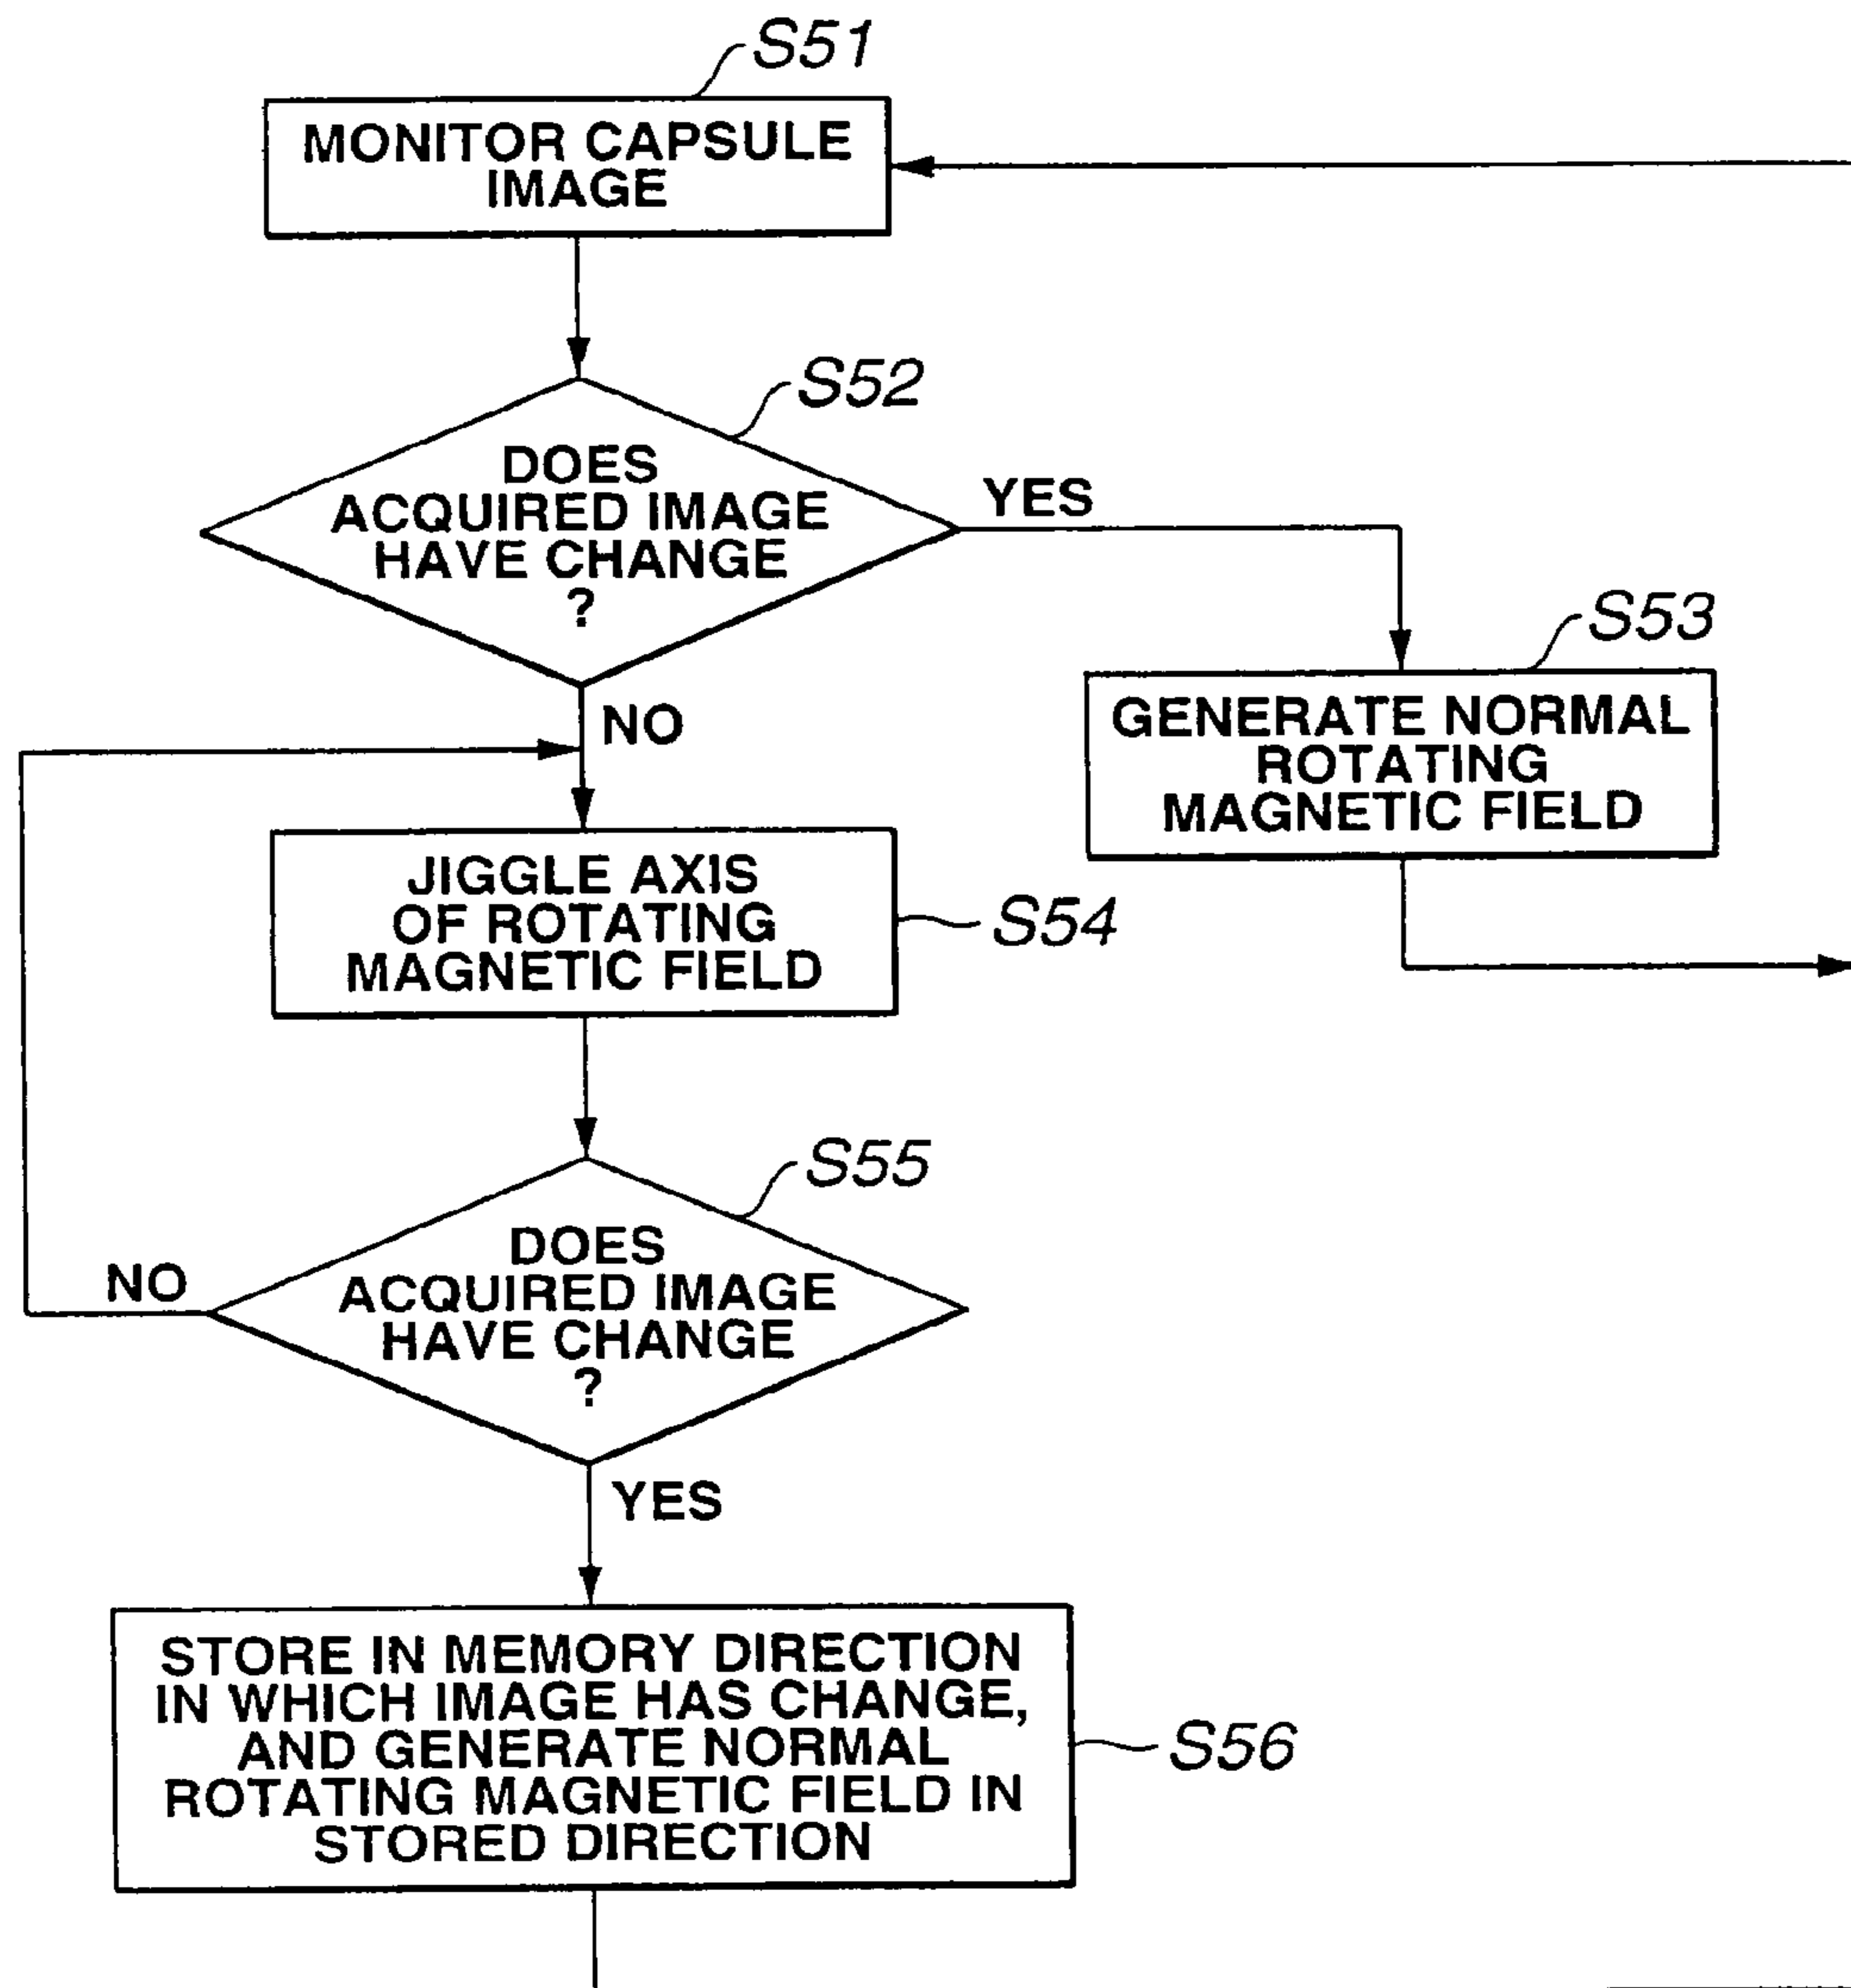 S51
MONITOR CAPSULE
IMAGE
S52
DOES
ACQUIRED IMAGE
HAVE CHANGE
?
YES
NO
S53
GENERATE NORMAL
ROTATING
MAGNETIC FIELD
JIGGLE AXIS
OF ROTATING
MAGNETIC FIELD
S54
S55
DOES
ACQUIRED IMAGE
HAVE CHANGE
?
NO
YES
STORE IN MEMORY DIRECTION
IN WHICH IMAGE HAS CHANGE,
AND GENERATE NORMAL
ROTATING MAGNETIC FIELD IN
STORED DIRECTION
S56